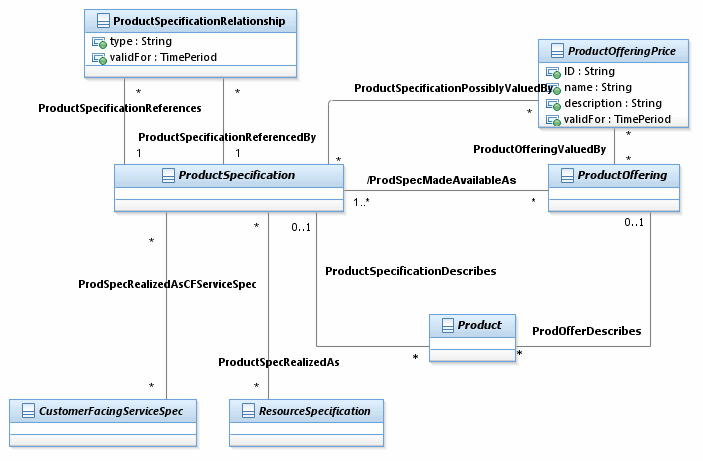 ProductSpecificationRelationship
type : String
validFor : TimePeriod
ProductOfferingPrice
ID : String
name : String
description : String
validFor : TimePeriod
ProductSpecificationPossiblyValuedBy
*
*
*
*
ProductSpecificationReferences
ProductSpecificationReferencedBy
1
1
*
ProductOfferingValuedBy
*
*
ProductSpecification
/ProdSpecMadeAvailableAs
ProductOffering
1..*
*
*
*
0..1
0..1
ProductSpecificationDescribes
ProdSpecRealizedAsCFServiceSpec
Product
ProdOfferDescribes
*
*
ProductSpecRealizedAs
*
*
CustomerFacingServiceSpec
ResourceSpecification